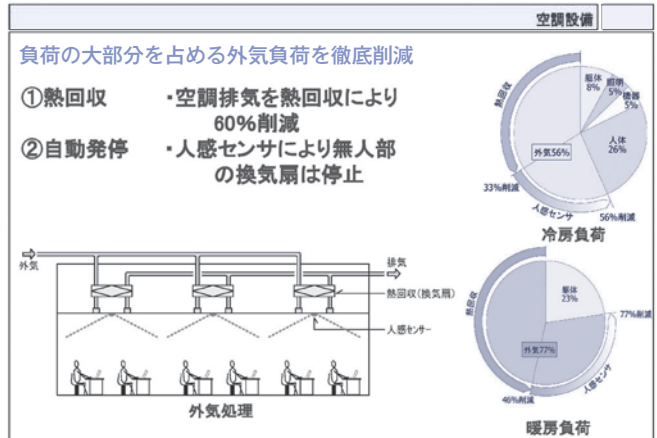 空調設備
負荷の大部分を占める外気負荷を徹底削減
①熱回収 ・空調排気を熱回収により
60%削減
②自動発停 ・人感センサにより無人部
の換気扇は停止
外気
排気
熱回収(換気扇)
人感センサー
外気処理
熱回収
躯体
8%
照明
5%
機器
5%
人体
26%
外気56%
33%削減
人感センサ
56%削減
冷房負荷
熱回収
躯体
23%
77%削減
外気77%
人感センサ
46%削減
暖房負荷